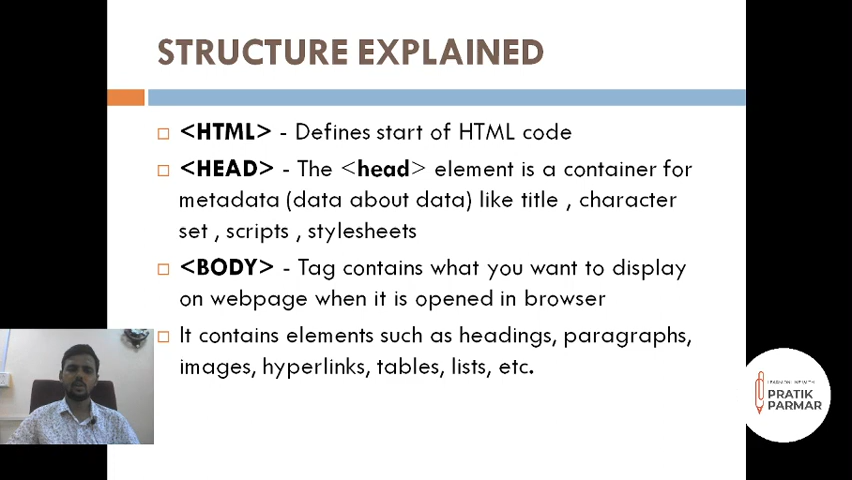 STRUCTURE EXPLAINED
<HTML> - Defines start of HTML code
<HEAD> - The <head> element is a container for
metadata (data about data) like title , character
set , scripts , stylesheets
<BODY> - Tag contains what you want to display
on webpage when it is opened in browser
It contains elements such as headings, paragraphs,
images, hyperlinks, tables, lists, etc.
PRATIK
PARMAR